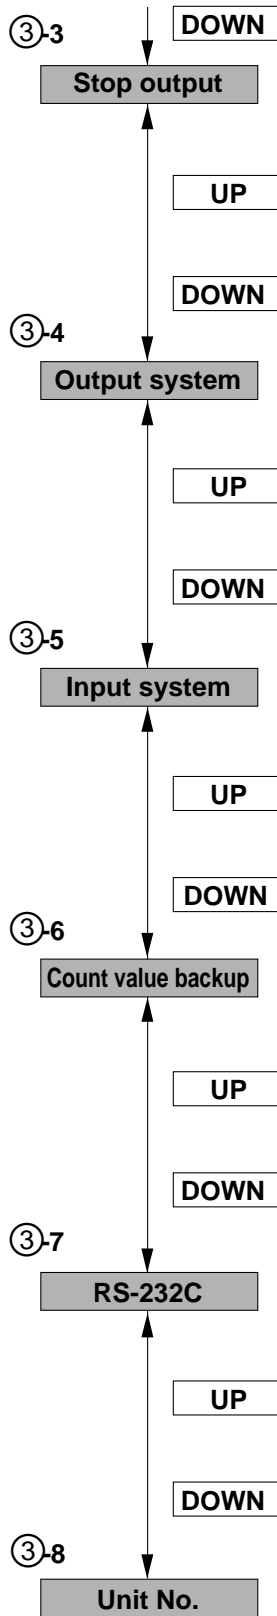 DOWN
③-3
Stop output
UP
DOWN
③-4
Output system
UP
DOWN
③-5
Input system
UP
DOWN
③-6
Count value backup
UP
DOWN
③-7
RS-232C
UP
DOWN
③-8
Unit No.